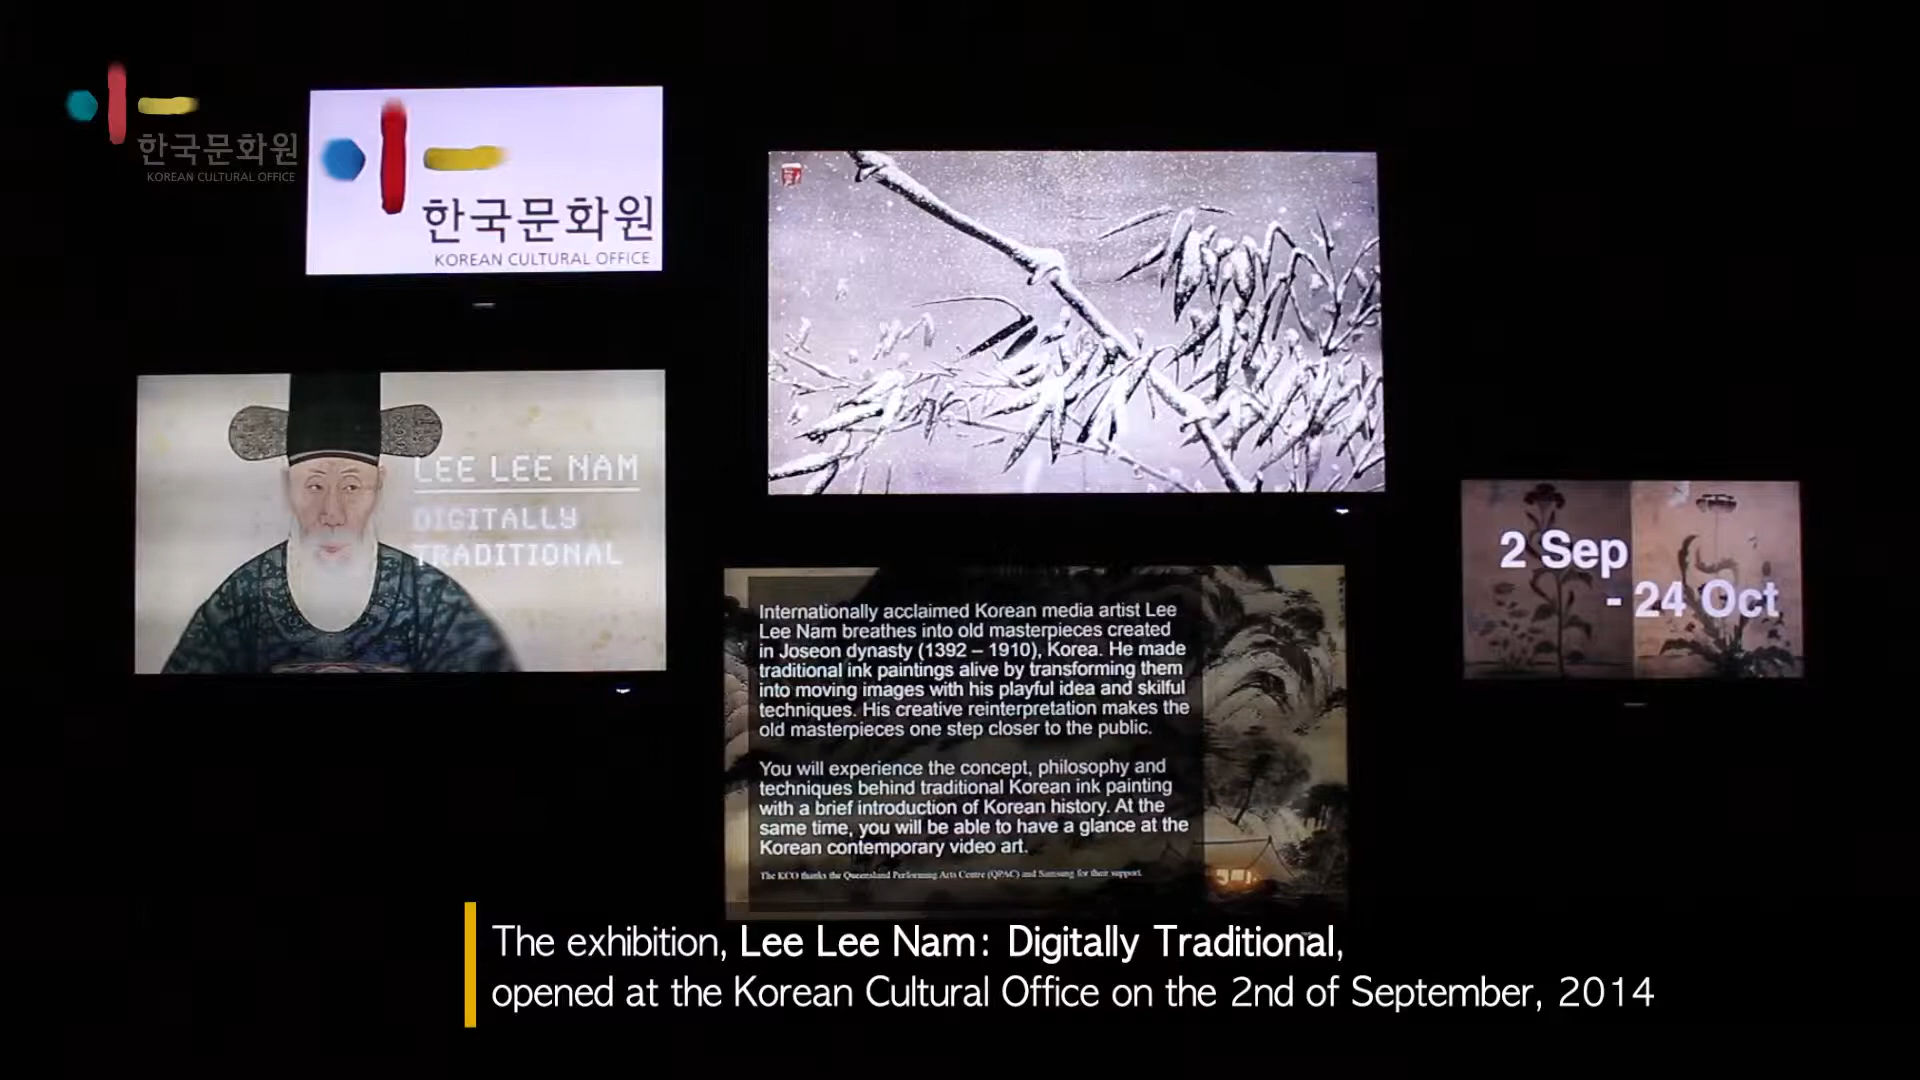 한국문화원
KOREAN CULTURAL OFFICE
한국문화원
KOREAN CULTURAL OFFICE
LEE LEE NAM
DIGITALLY
TRADITIONAL
2 Sep
- 24 Oct
Internationally acclaimed Korean media artist Lee
Lee Nam breathes into old masterpieces created
in Joseon dynasty (1392 – 1910), Korea. He made
traditional ink paintings alive by transforming them
into moving images with his playful idea and skilful
techniques. His creative reinterpretation makes the
old masterpieces one step closer to the public.
You will experience the concept, philosophy and
techniques behind traditional Korean ink painting
with a brief introduction of Korean history. At the
same time, you will be able to have a glance at the
Korean contemporary video art.
The KCO thanks the Queensland Performing Arts Centre (QPAC) and Samsung for their support.
The exhibition, Lee Lee Nam: Digitally Traditional,
opened at the Korean Cultural Office on the 2nd of September, 2014